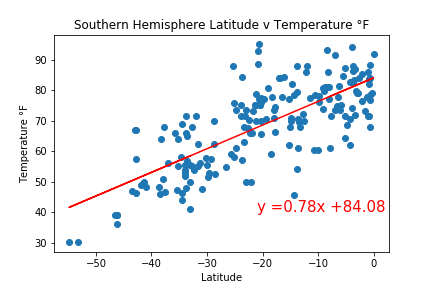 Southern Hemisphere Latitude v Temperature °F
Temperature °F
90
80
70
60
50
40
30
y =0.78x +84.08
−50 −40 −30 −20 −10 0
Latitude